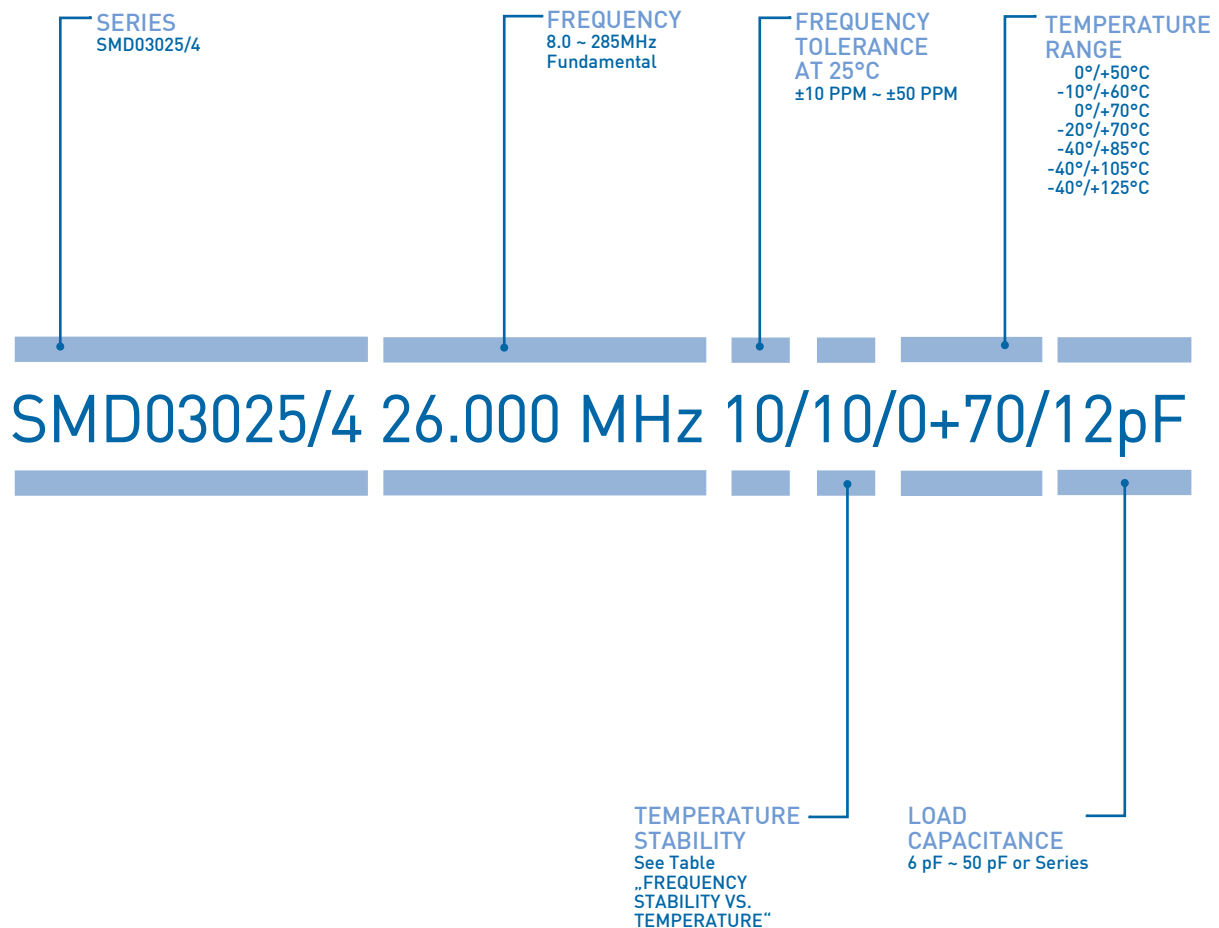 SERIES
SMD03025/4
FREQUENCY
8.0 ~ 285MHz
Fundamental
FREQUENCY
TOLERANCE
AT 25°C
±10 PPM ~ ±50 PPM
TEMPERATURE
RANGE
0°/+50°C
-10°/+60°C
0°/+70°C
-20°/+70°C
-40°/+85°C
-40°/+105°C
-40°/+125°C
SMD03025/4 26.000 MHz 10/10/0+70/12pF
TEMPERATURE
STABILITY
See Table
„FREQUENCY
STABILITY VS.
TEMPERATURE“
LOAD
CAPACITANCE
6 pF ~ 50 pF or Series